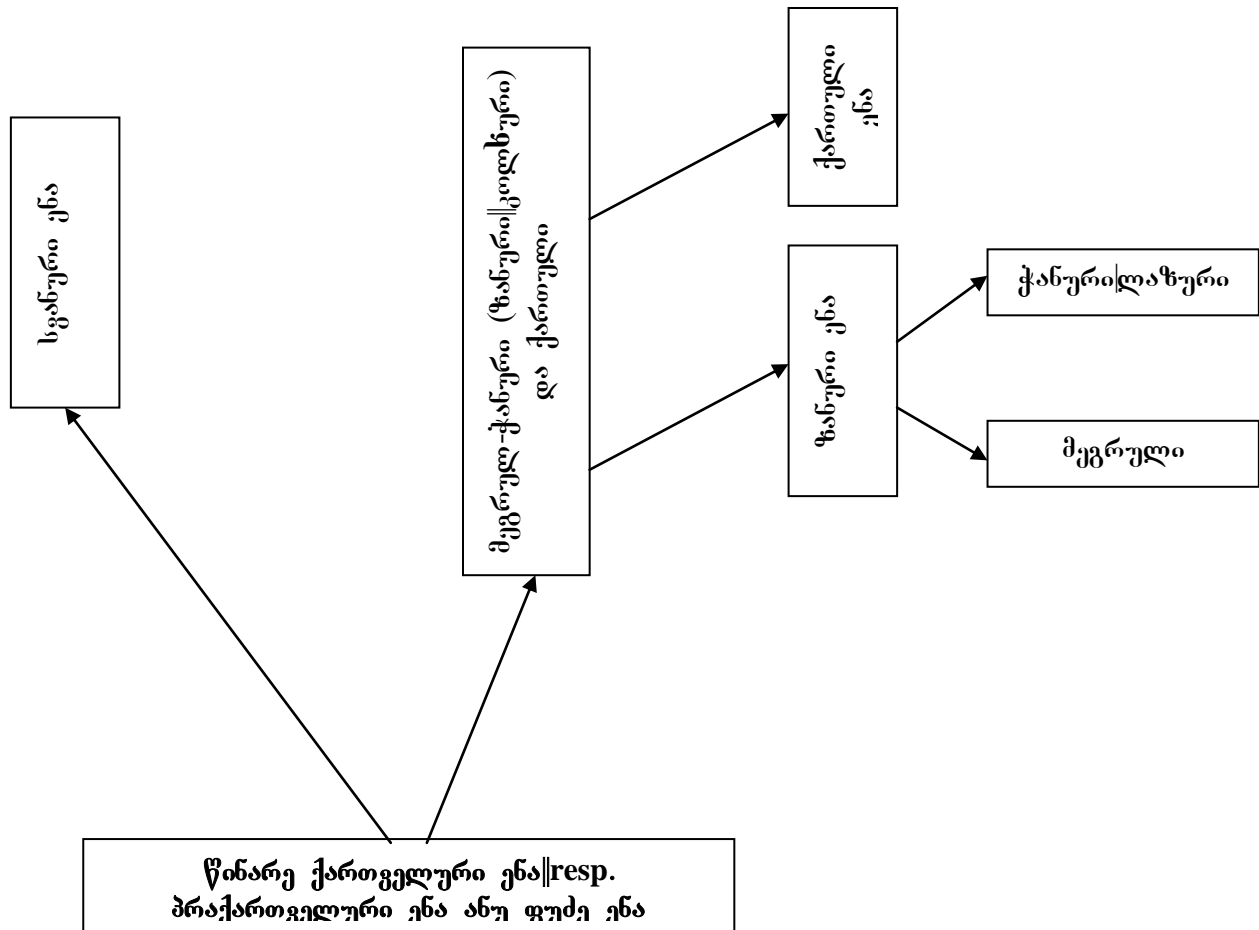 სვანური ენა
მეგრულ-ჭანური (ზანური||კოლხური)
და ქართული
ქართული
ენა
ზანური ენა
ჭანური|ლაზური
მეგრული
წინარე ქართველური ენა||resp.
პრაქართველური ენა ანუ ფუძე ენა